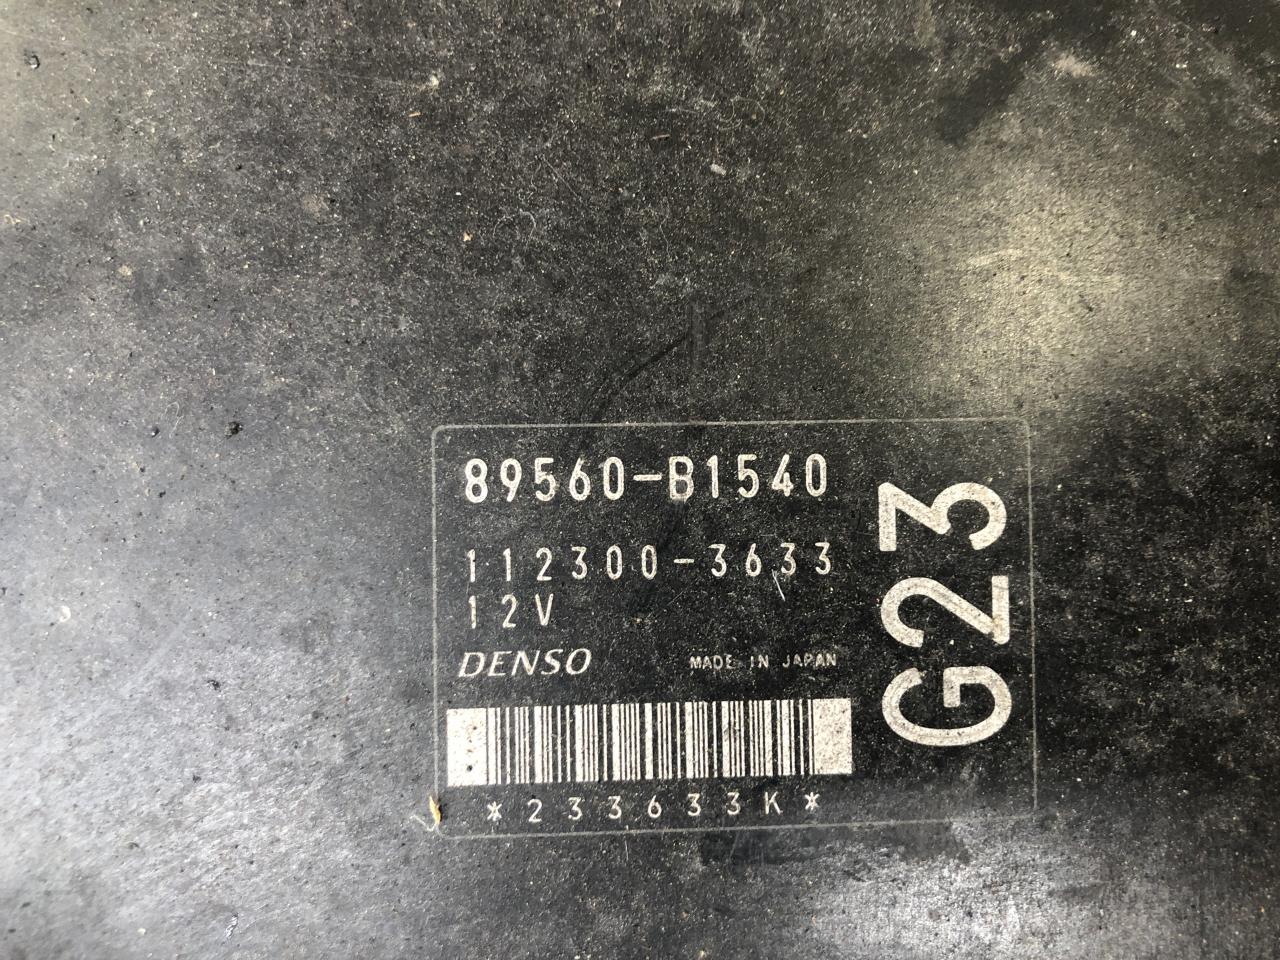 89560-B1540
112300-3633
12V
DENSO MADE IN JAPAN
*233633K*
G23